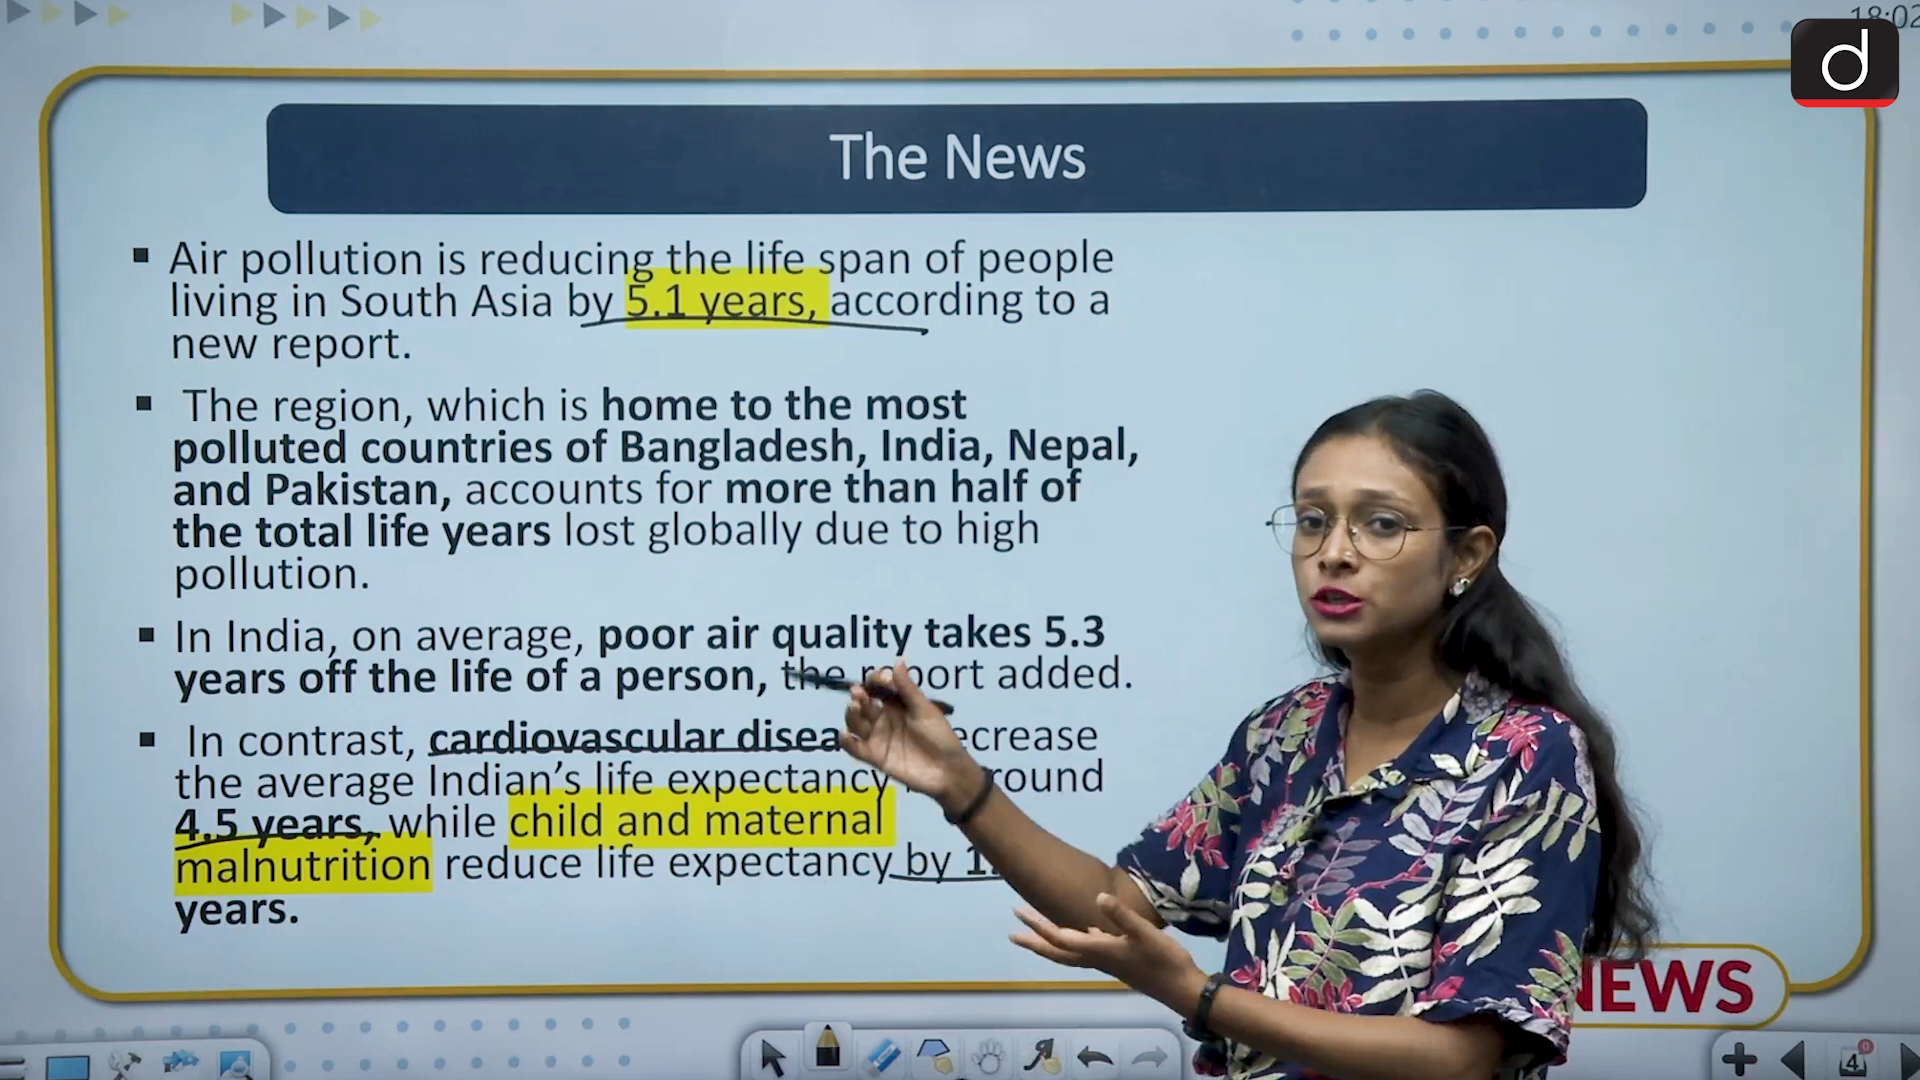 18:02
d
The News
▪ Air pollution is reducing the life span of people
living in South Asia by 5.1 years, according to a
new report.
▪ The region, which is home to the most
polluted countries of Bangladesh, India, Nepal,
and Pakistan, accounts for more than half of
the total life years lost globally due to high
pollution.
▪ In India, on average, poor air quality takes 5.3
years off the life of a person, the report added.
▪ In contrast, cardiovascular
the average Indian's life expectancy
4.5 years, while child and maternal
malnutrition reduce life expectancy by
years.
NEWS
4
0